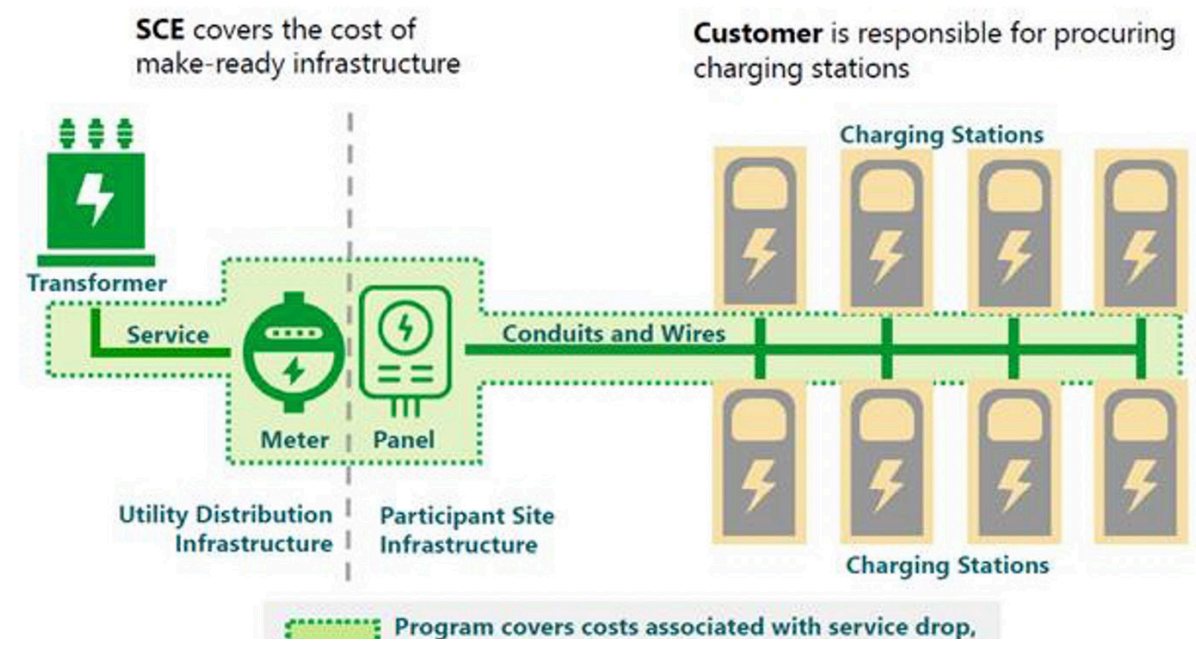 SCE covers the cost of
make-ready infrastructure
Customer is responsible for procuring
charging stations
Charging Stations
Transformer
Service
Conduits and Wires
Meter
Panel
Utility Distribution
Infrastructure
Participant Site
Infrastructure
Charging Stations
Program covers costs associated with service drop,